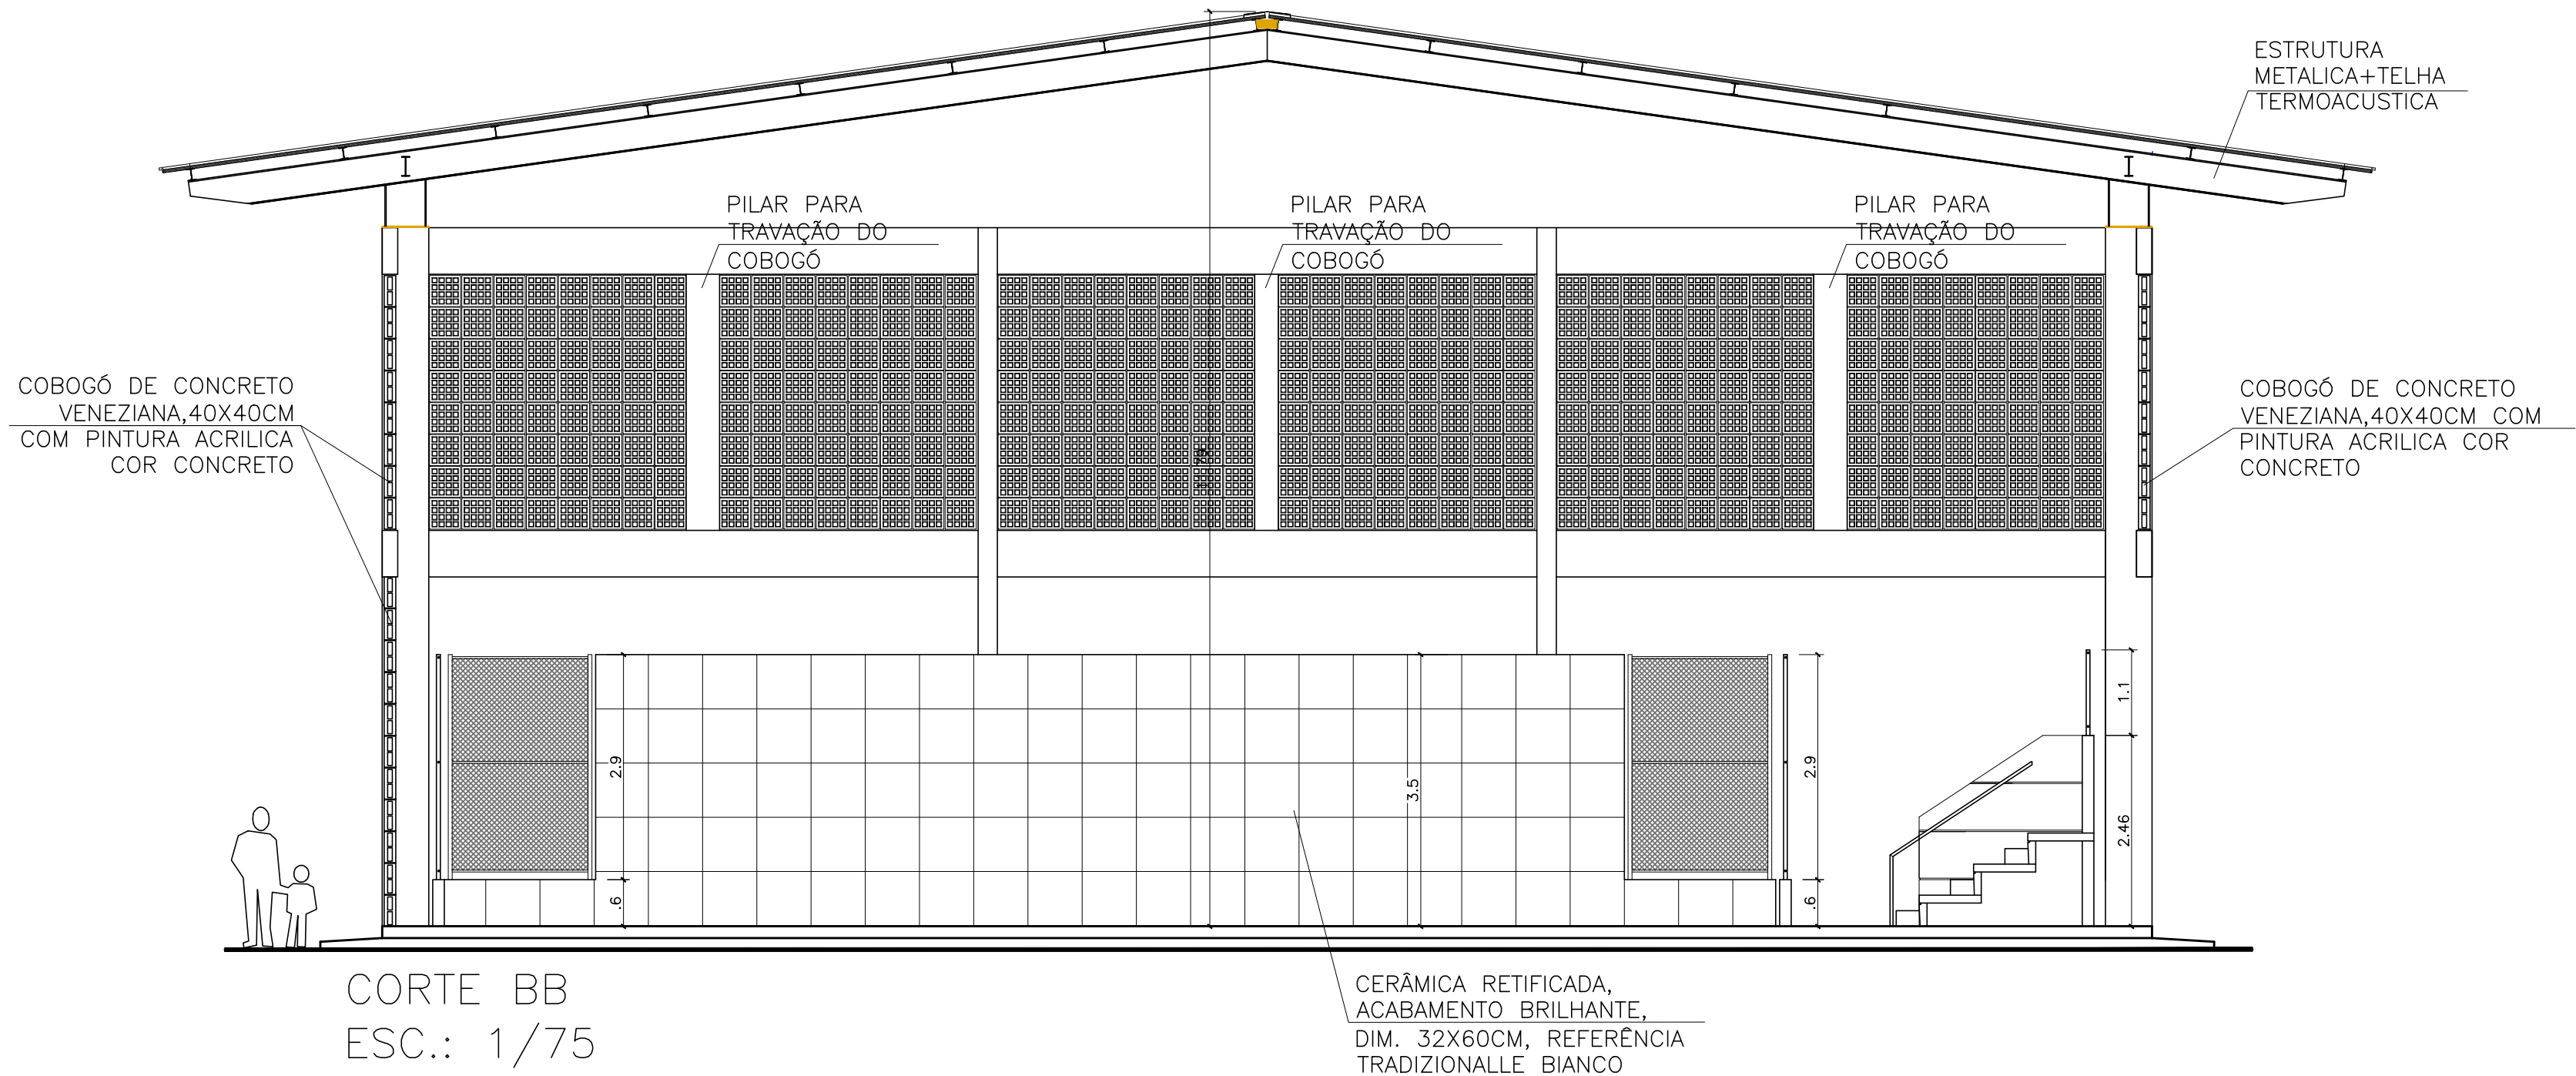 ESTRUTURA
METALICA+TELHA
TERMOACUSTICA
PILAR PARA
TRAVAÇÃO DO
COBOGÓ
PILAR PARA
TRAVAÇÃO DO
COBOGÓ
PILAR PARA
TRAVAÇÃO DO
COBOGÓ
COBOGÓ DE CONCRETO
VENEZIANA,40X40CM
COM PINTURA ACRILICA
COR CONCRETO
COBOGÓ DE CONCRETO
VENEZIANA,40X40CM COM
PINTURA ACRILICA COR
CONCRETO
2.9
.6
3.5
2.9
.6
1.1
2.46
CERÂMICA RETIFICADA,
ACABAMENTO BRILHANTE,
DIM. 32X60CM, REFERÊNCIA
TRADIZIONALLE BIANCO
CORTE BB
ESC.: 1/75